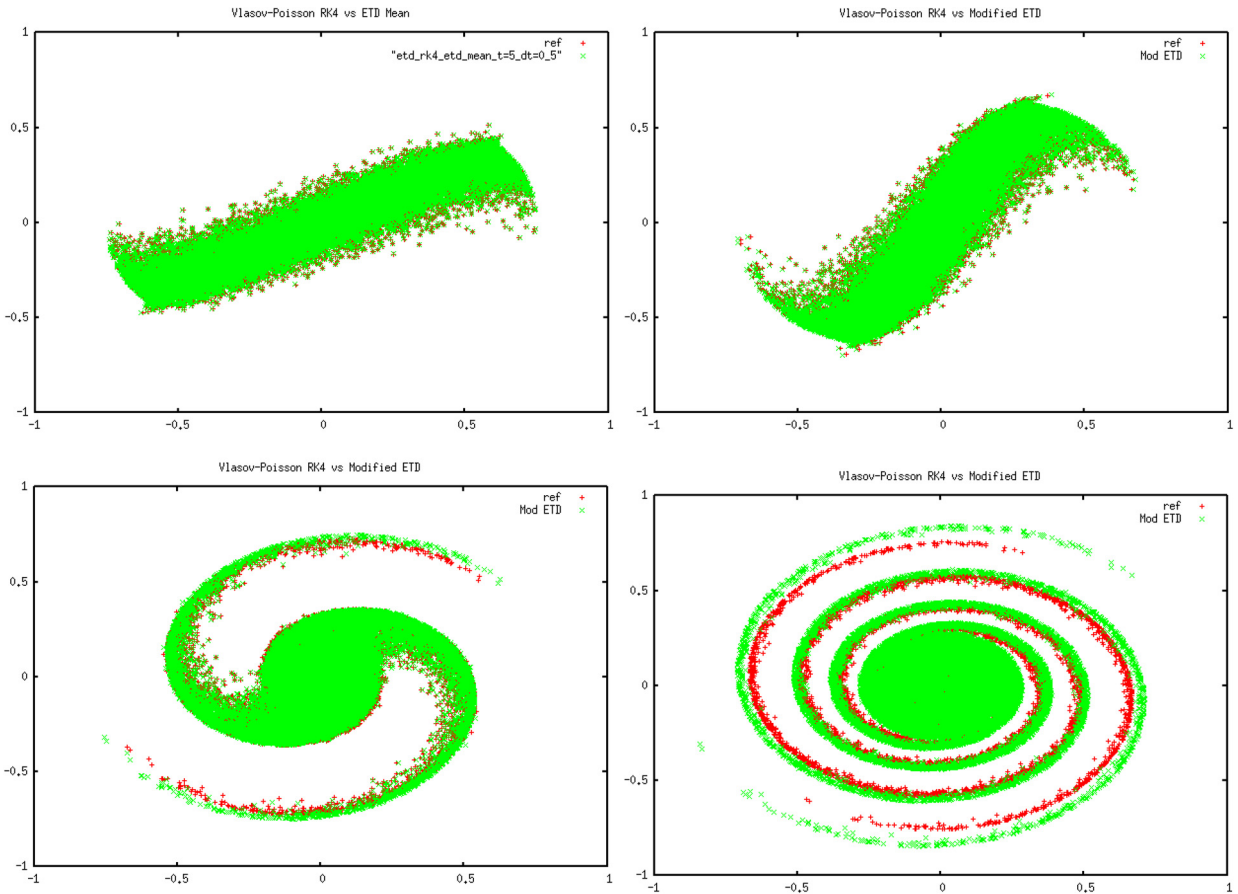 Vlasov-Poisson RK4 vs ETD Mean
1
ref
"etd_rk4_etd_mean_t=5_dt=0_5"
0.5
0
-0.5
-1
-1 -0.5 0 0.5 1
Vlasov-Poisson RK4 vs Modified ETD
1
ref
Mod ETD
0.5
0
-0.5
-1
-1 -0.5 0 0.5 1
Vlasov-Poisson RK4 vs Modified ETD
1
ref
Mod ETD
0.5
0
-0.5
-1
-1 -0.5 0 0.5 1
Vlasov-Poisson RK4 vs Modified ETD
1
ref
Mod ETD
0.5
0
-0.5
-1
-1 -0.5 0 0.5 1